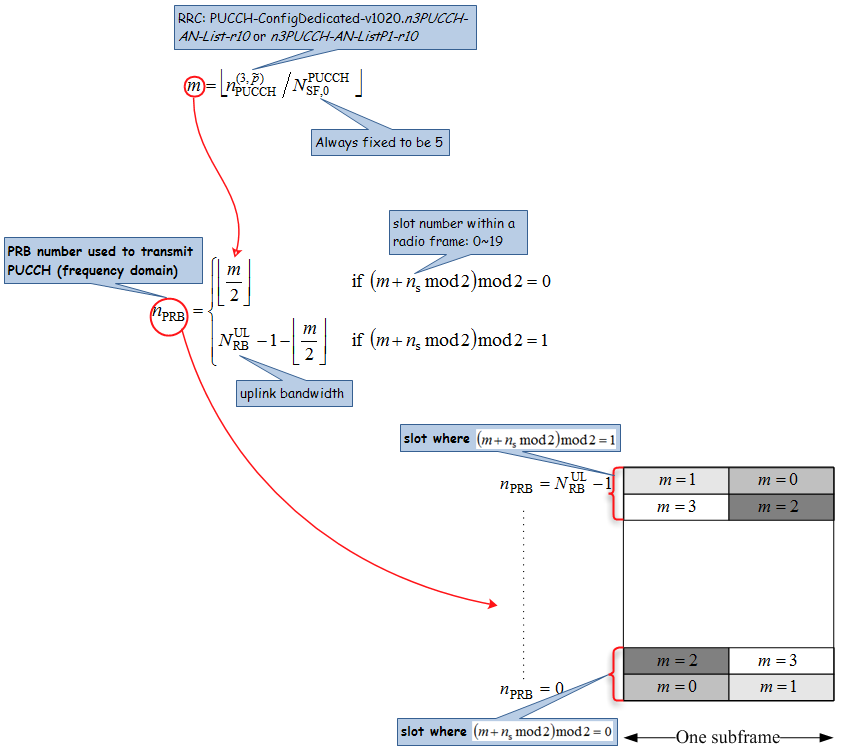 RRC: PUCCH-ConfigDedicated-v1020.n3PUCCH-
AN-List-r10 or n3PUCCH-AN-ListP1-r10
m = ⌊n_PUCCH^(3,p̃) / N_SF,0^PUCCH⌋
Always fixed to be 5
slot number within a
radio frame: 0~19
PRB number used to transmit
PUCCH (frequency domain)
n_PRB = { ⌊m/2⌋ if (m + n_s mod 2) mod 2 = 0
N_RB^UL − 1 − ⌊m/2⌋ if (m + n_s mod 2) mod 2 = 1
uplink bandwidth
slot where (m + n_s mod 2) mod 2 = 1
n_PRB = N_RB^UL − 1
m = 1 m = 0
m = 3 m = 2
m = 2 m = 3
n_PRB = 0
m = 0 m = 1
slot where (m + n_s mod 2) mod 2 = 0
One subframe